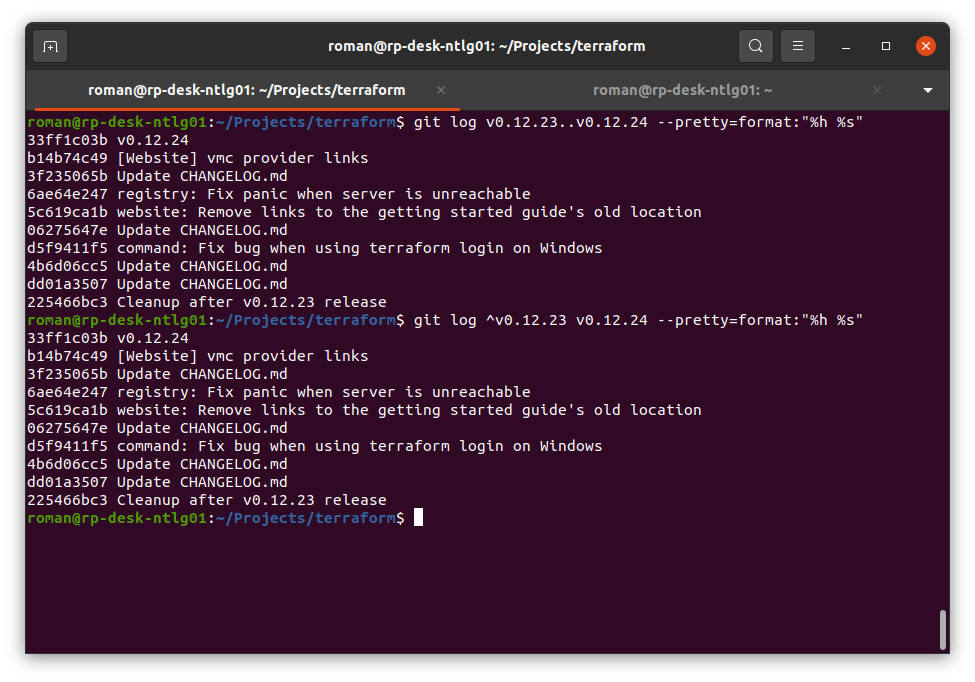 roman@rp-desk-ntlg01: ~/Projects/terraform
roman@rp-desk-ntlg01: ~/Projects/terraform
roman@rp-desk-ntlg01: ~
roman@rp-desk-ntlg01:~/Projects/terraform$ git log v0.12.23..v0.12.24 --pretty=format:"%h %s"
33ff1c03b v0.12.24
b14b74c49 [Website] vmc provider links
3f235065b Update CHANGELOG.md
6ae64e247 registry: Fix panic when server is unreachable
5c619ca1b website: Remove links to the getting started guide's old location
06275647e Update CHANGELOG.md
d5f9411f5 command: Fix bug when using terraform login on Windows
4b6d06cc5 Update CHANGELOG.md
dd01a3507 Update CHANGELOG.md
225466bc3 Cleanup after v0.12.23 release
roman@rp-desk-ntlg01:~/Projects/terraform$ git log ^v0.12.23 v0.12.24 --pretty=format:"%h %s"
33ff1c03b v0.12.24
b14b74c49 [Website] vmc provider links
3f235065b Update CHANGELOG.md
6ae64e247 registry: Fix panic when server is unreachable
5c619ca1b website: Remove links to the getting started guide's old location
06275647e Update CHANGELOG.md
d5f9411f5 command: Fix bug when using terraform login on Windows
4b6d06cc5 Update CHANGELOG.md
dd01a3507 Update CHANGELOG.md
225466bc3 Cleanup after v0.12.23 release
roman@rp-desk-ntlg01:~/Projects/terraform$